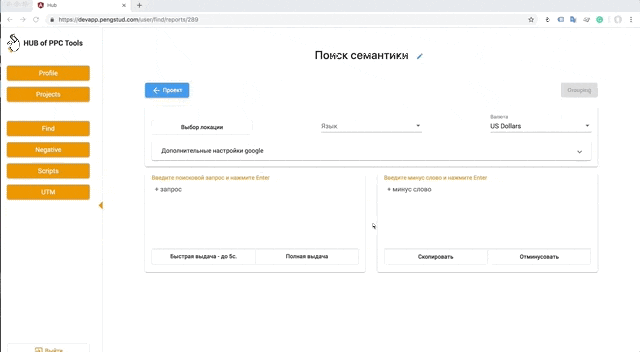 Hub
https://devapp.pengstud.com/user/find/reports/289
HUB of PPC Tools
Profile
Projects
Find
Negative
Scripts
UTM
Выйти
Поиск семантики
Проект
Grouping
Выбор локации
Язык
Валюта
US Dollars
Дополнительные настройки google
Введите поисковой запрос и нажмите Enter
+ запрос
Быстрая выдача - до 5с.
Полная выдача
Введите минус слово и нажмите Enter
+ минус слово
Скопировать
Отминусовать